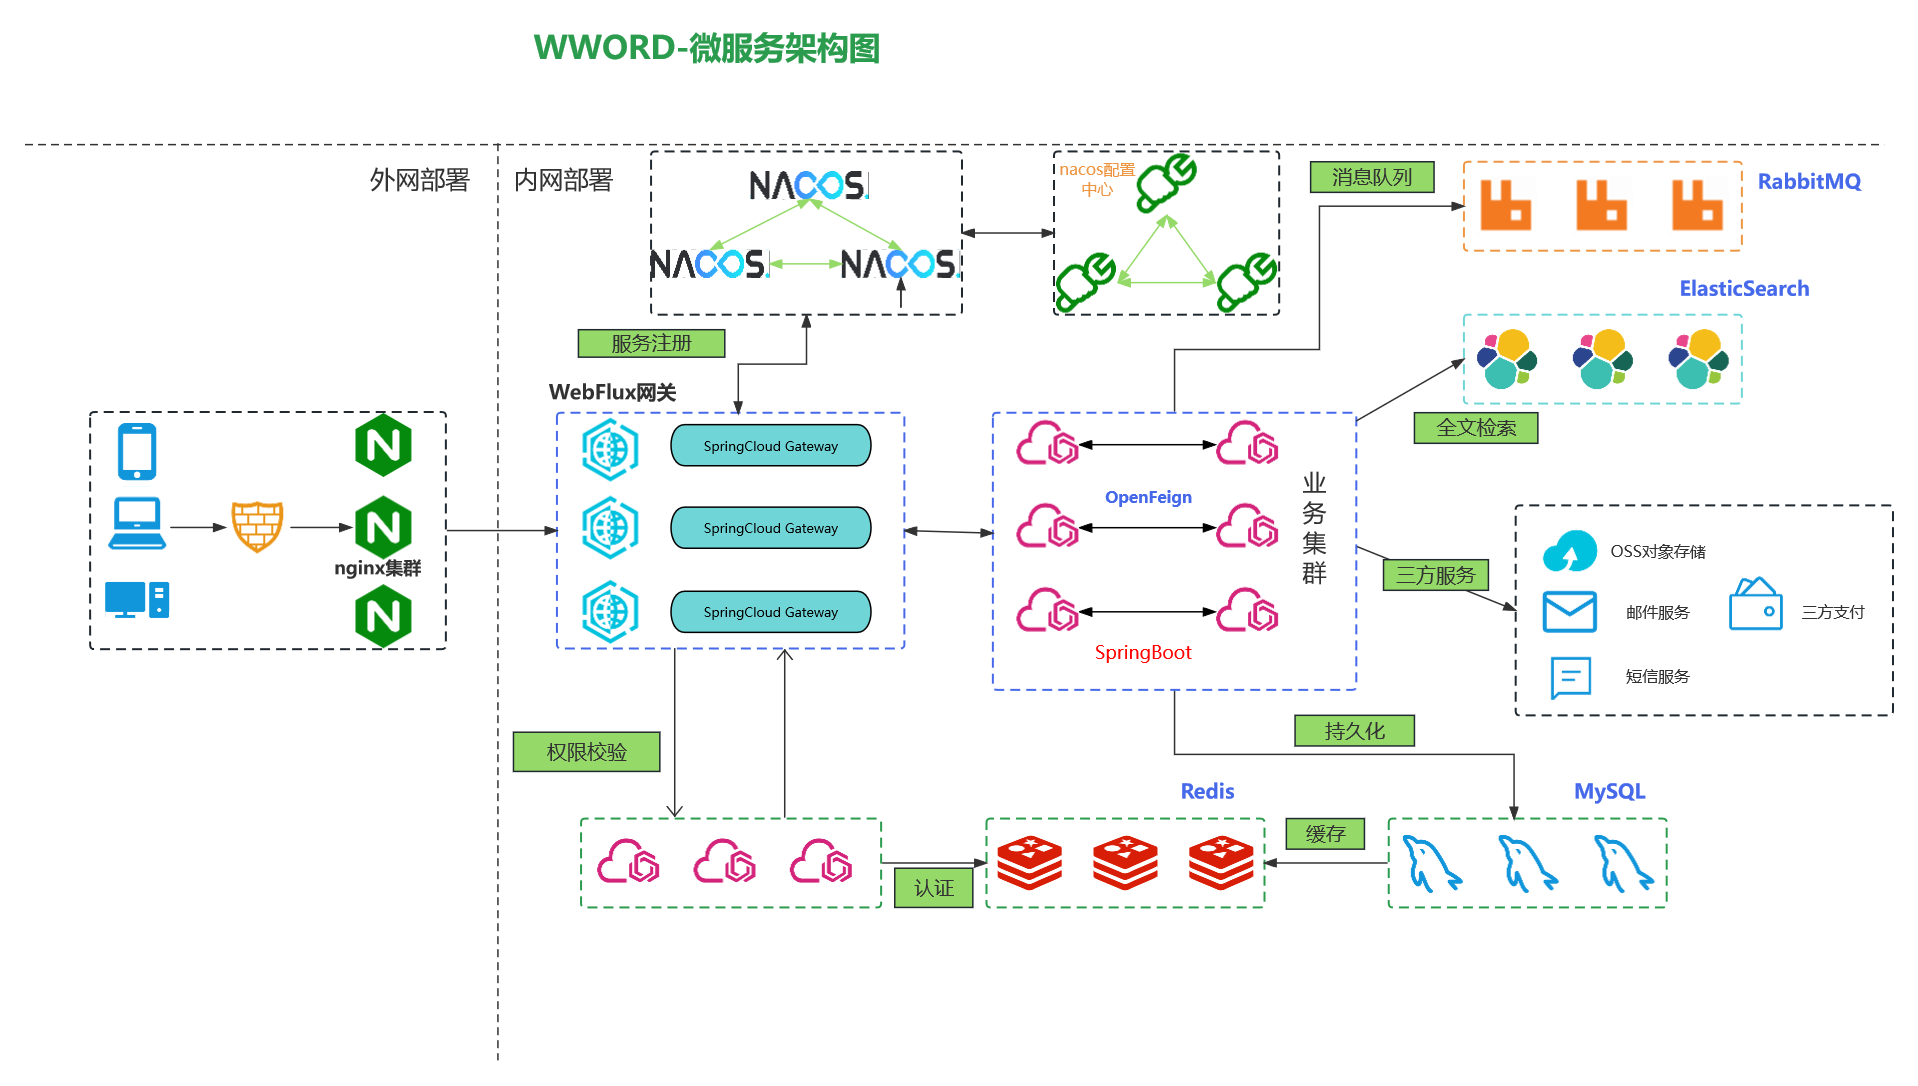 WWORD-微服务架构图
外网部署
内网部署
NACOS.
NACOS.
NACOS.
nacos配置
中心
消息队列
RabbitMQ
ElasticSearch
全文检索
服务注册
WebFlux网关
SpringCloud Gateway
SpringCloud Gateway
SpringCloud Gateway
nginx集群
OpenFeign
SpringBoot
业
务
集
群
三方服务
OSS对象存储
邮件服务
三方支付
短信服务
权限校验
持久化
Redis
MySQL
认证
缓存